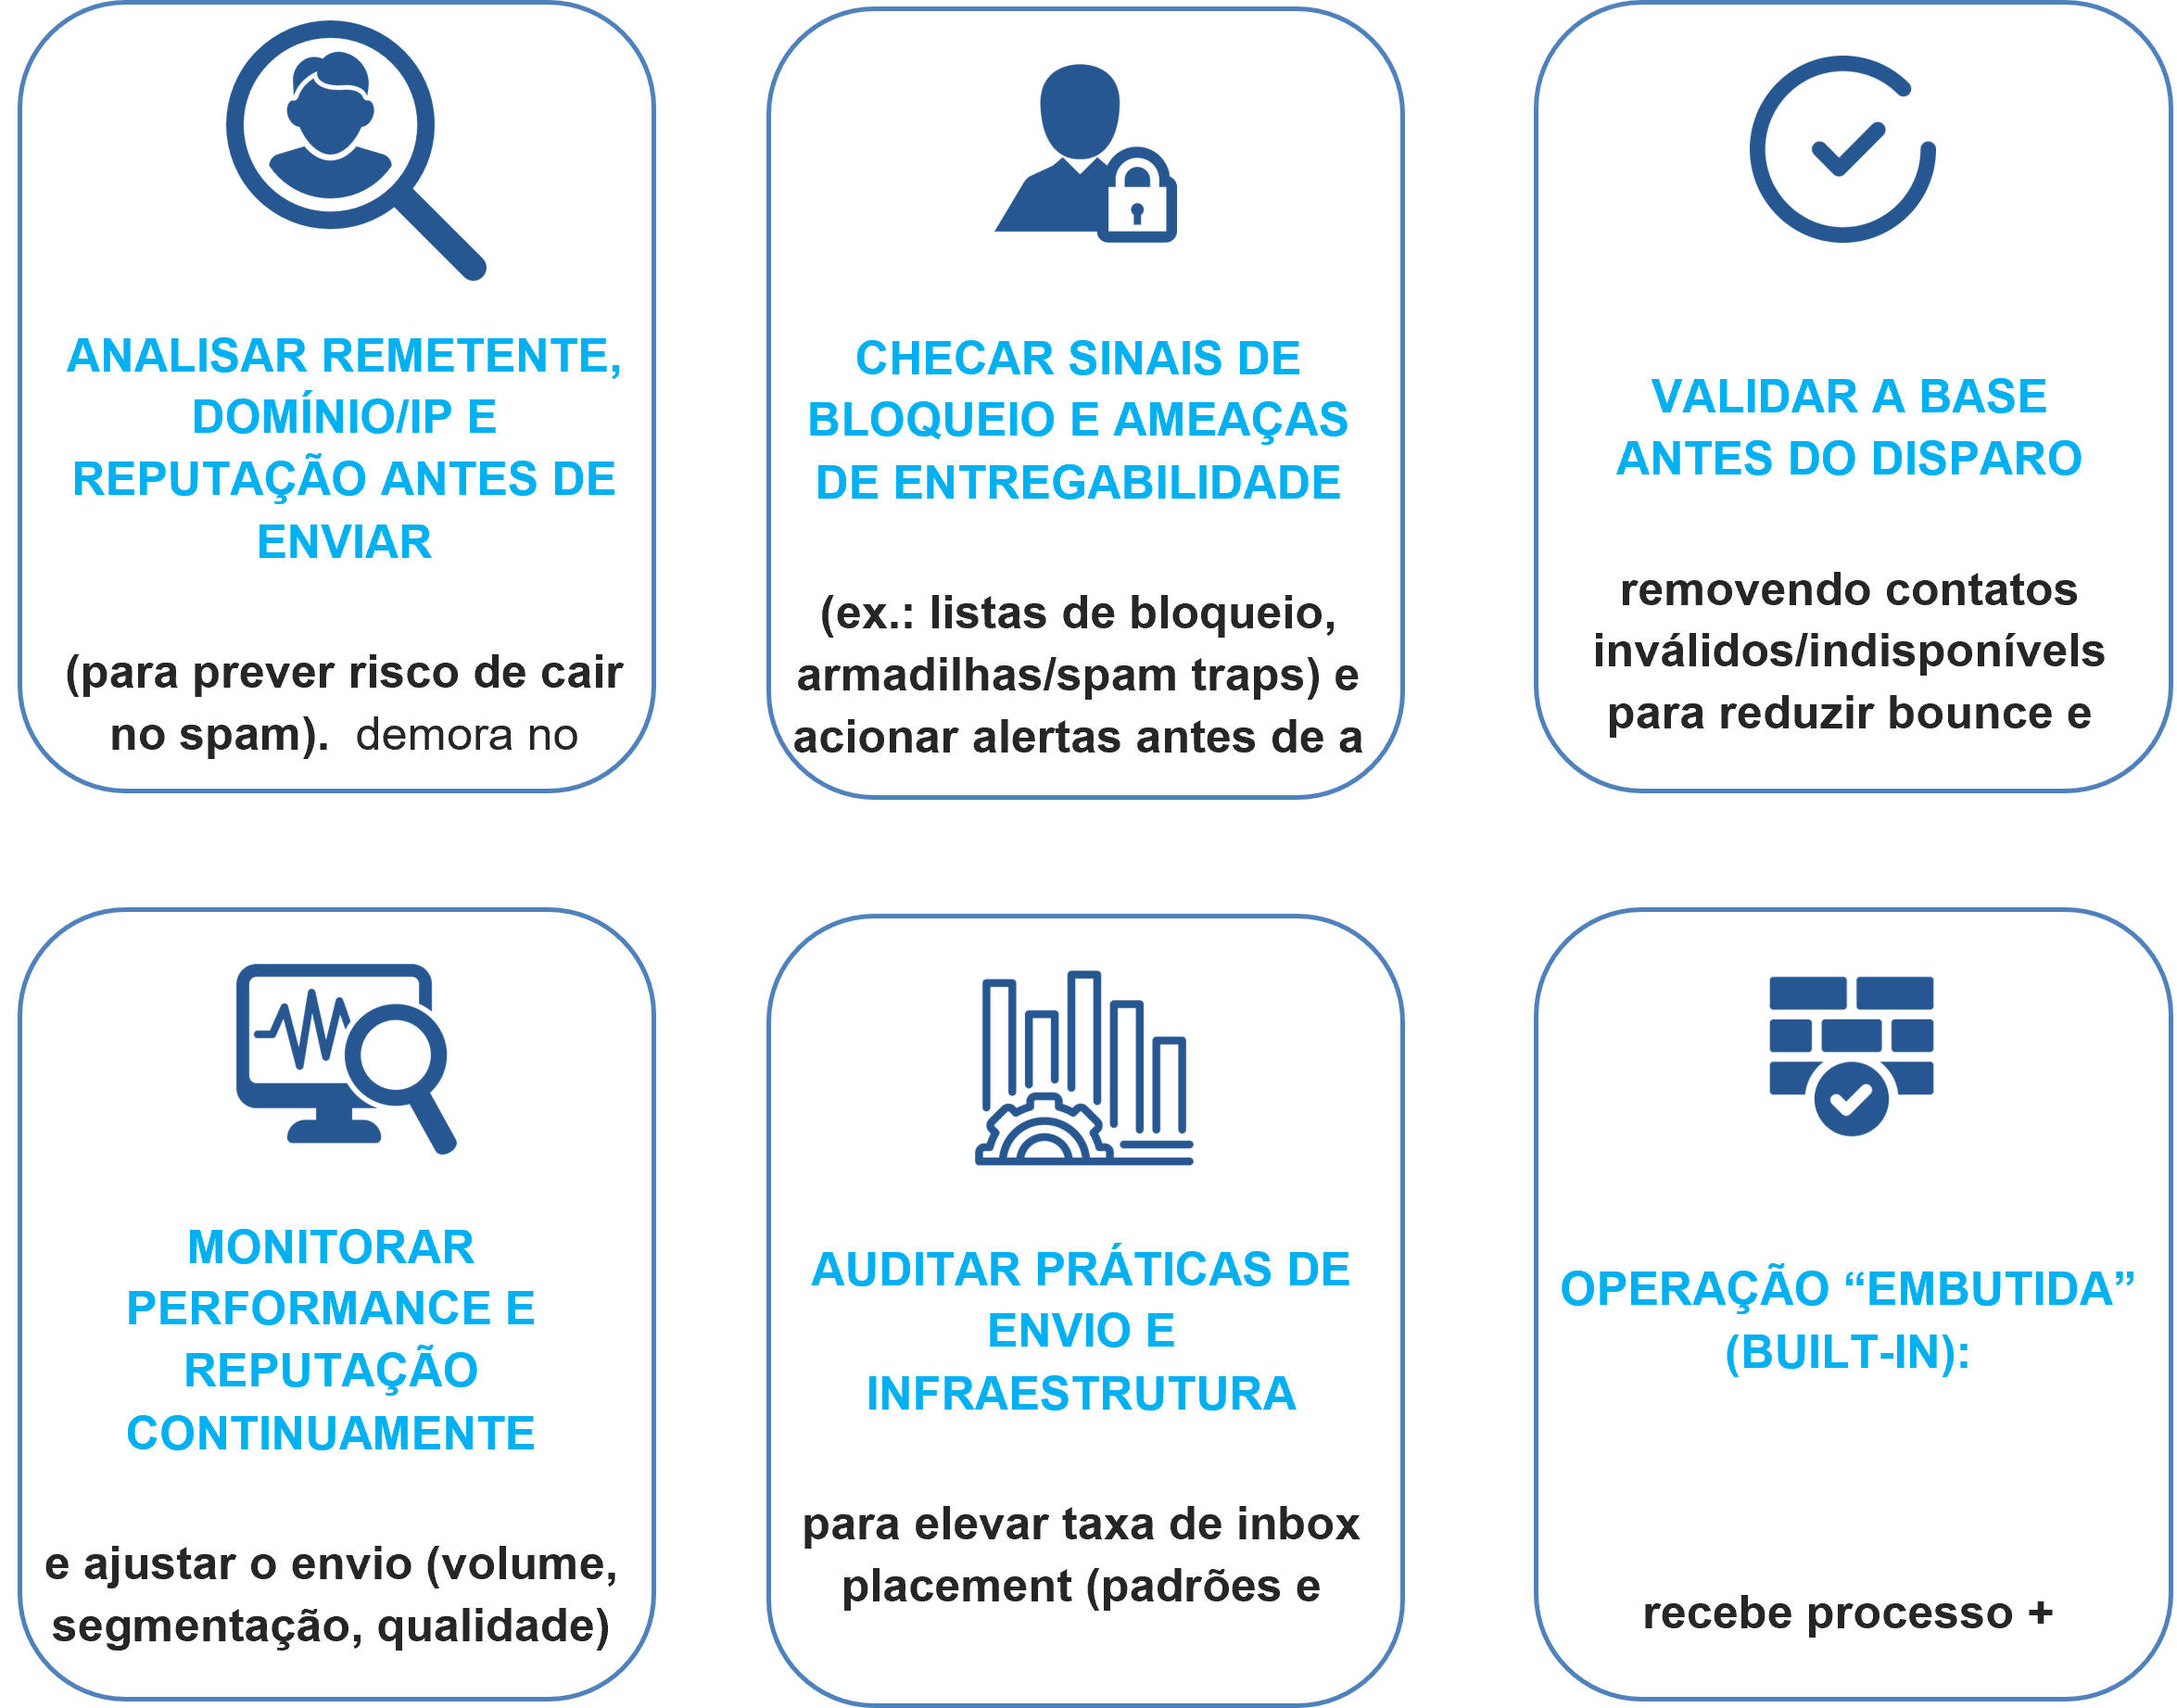 ANALISAR REMETENTE,
DOMÍNIO/IP E
REPUTAÇÃO ANTES DE
ENVIAR
(para prever risco de cair
no spam). demora no
CHECAR SINAIS DE
BLOQUEIO E AMEAÇAS
DE ENTREGABILIDADE
(ex.: listas de bloqueio,
armadilhas/spam traps) e
acionar alertas antes de a
VALIDAR A BASE
ANTES DO DISPARO
removendo contatos
inválidos/indisponívels
para reduzir bounce e
MONITORAR
PERFORMANCE E
REPUTAÇÃO
CONTINUAMENTE
e ajustar o envio (volume,
segmentação, qualidade)
AUDITAR PRÁTICAS DE
ENVIO E
INFRAESTRUTURA
para elevar taxa de inbox
placement (padrões e
OPERAÇÃO “EMBUTIDA”
(BUILT-IN):
recebe processo +